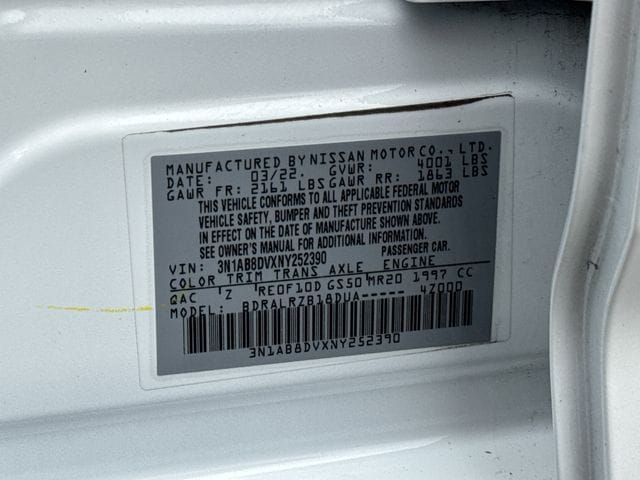 MANUFACTURED BY NISSAN MOTOR CO., LTD.
DATE: 03/22. GVWR: 4001 LBS
GAWR FR: 2161 LBS GAWR RR: 1863 LBS
THIS VEHICLE CONFORMS TO ALL APPLICABLE FEDERAL MOTOR
VEHICLE SAFETY, BUMPER AND THEFT PREVENTION STANDARDS
IN EFFECT ON THE DATE OF MANUFACTURE SHOWN ABOVE.
SEE OWNER'S MANUAL FOR ADDITIONAL INFORMATION.
VIN: 3N1AB8DVXNY252390 PASSENGER CAR.
COLOR TRIM TRANS AXLE ENGINE
QAC Z RE0F10D GS50 MR20 1997 CC
MODEL: BDRALRZB18DUA----- 4Z000
3N1AB8DVXNY252390